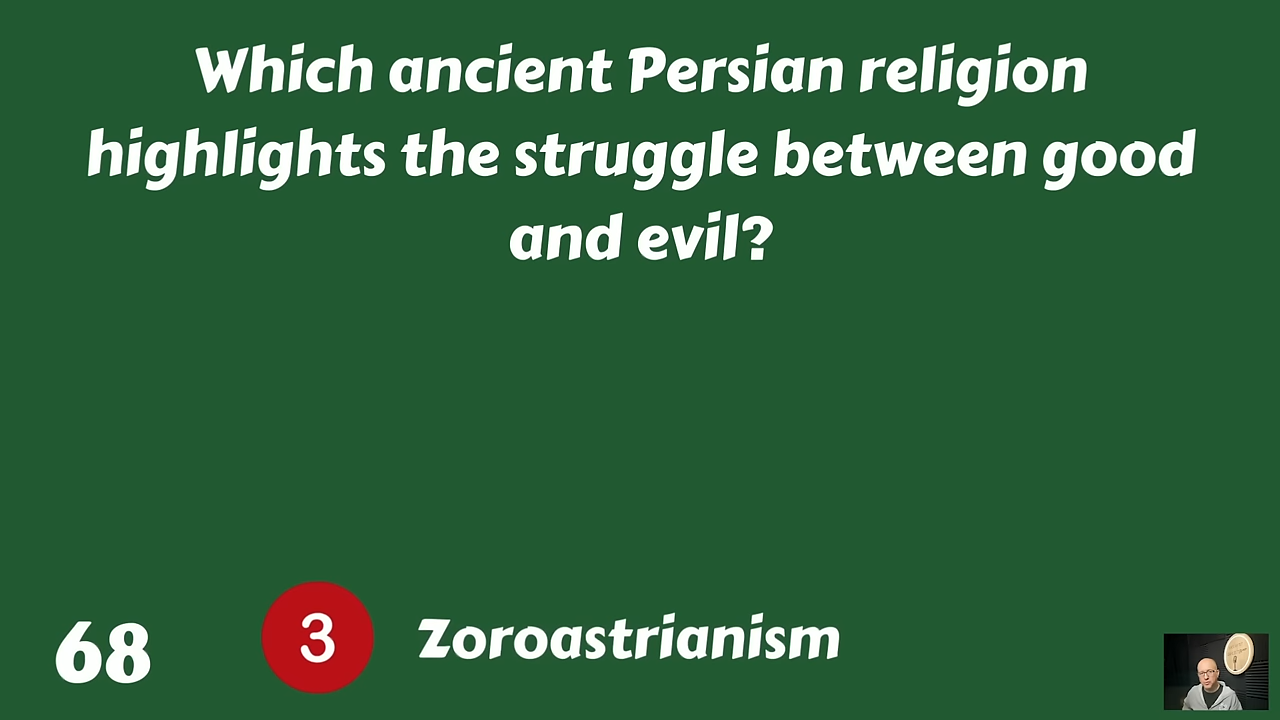 Which ancient Persian religion
highlights the struggle between good
and evil?
68
3
Zoroastrianism